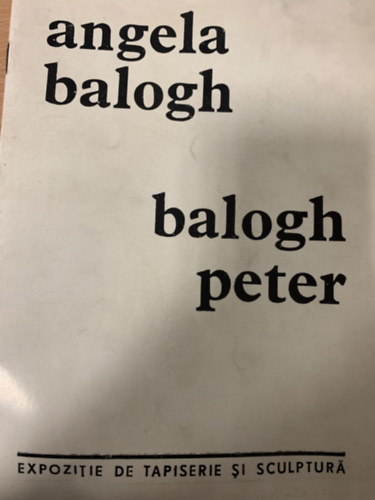 angela
balogh
balogh
peter
EXPOZIȚIE DE TAPISERIE ȘI SCULPTURĂ